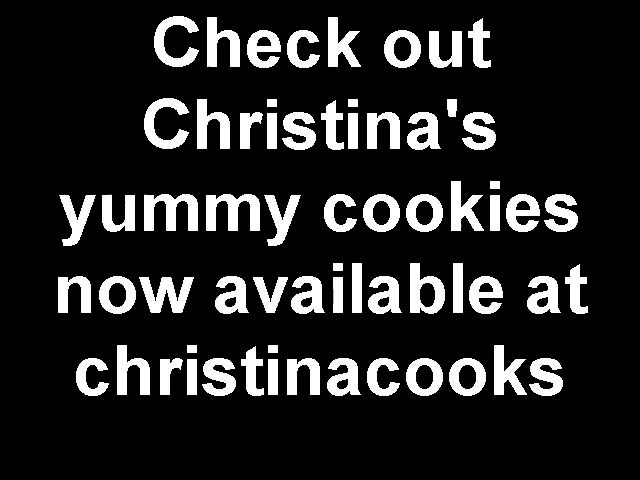 Check out
Christina's
yummy cookies
now available at
christinacooks